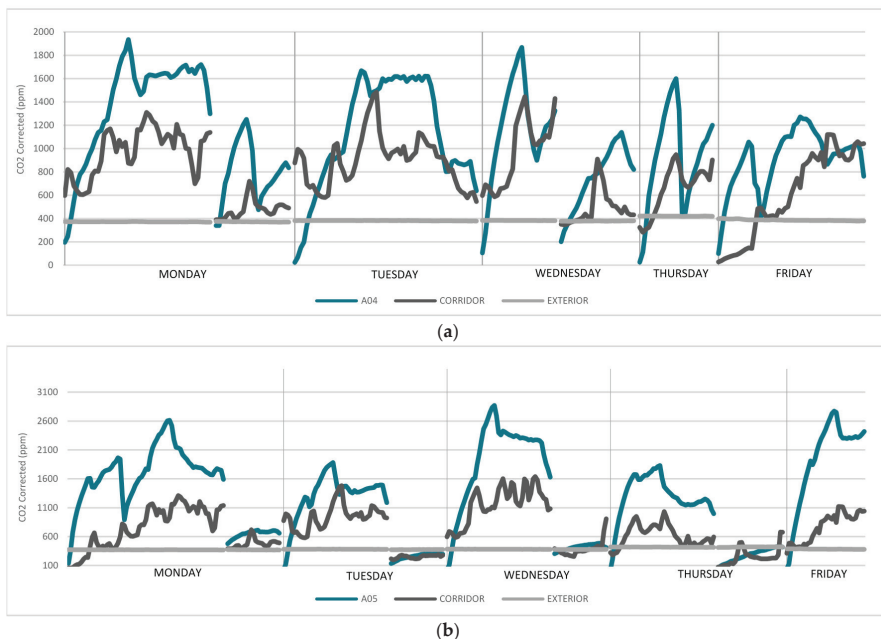 CO2 Corrected (ppm)
2000
1800
1600
1400
1200
1000
800
600
400
200
0
MONDAY TUESDAY WEDNESDAY THURSDAY FRIDAY
A04 CORRIDOR EXTERIOR
(a)
CO2 Corrected (ppm)
3100
2600
2100
1600
1100
600
100
MONDAY TUESDAY WEDNESDAY THURSDAY FRIDAY
A05 CORRIDOR EXTERIOR
(b)